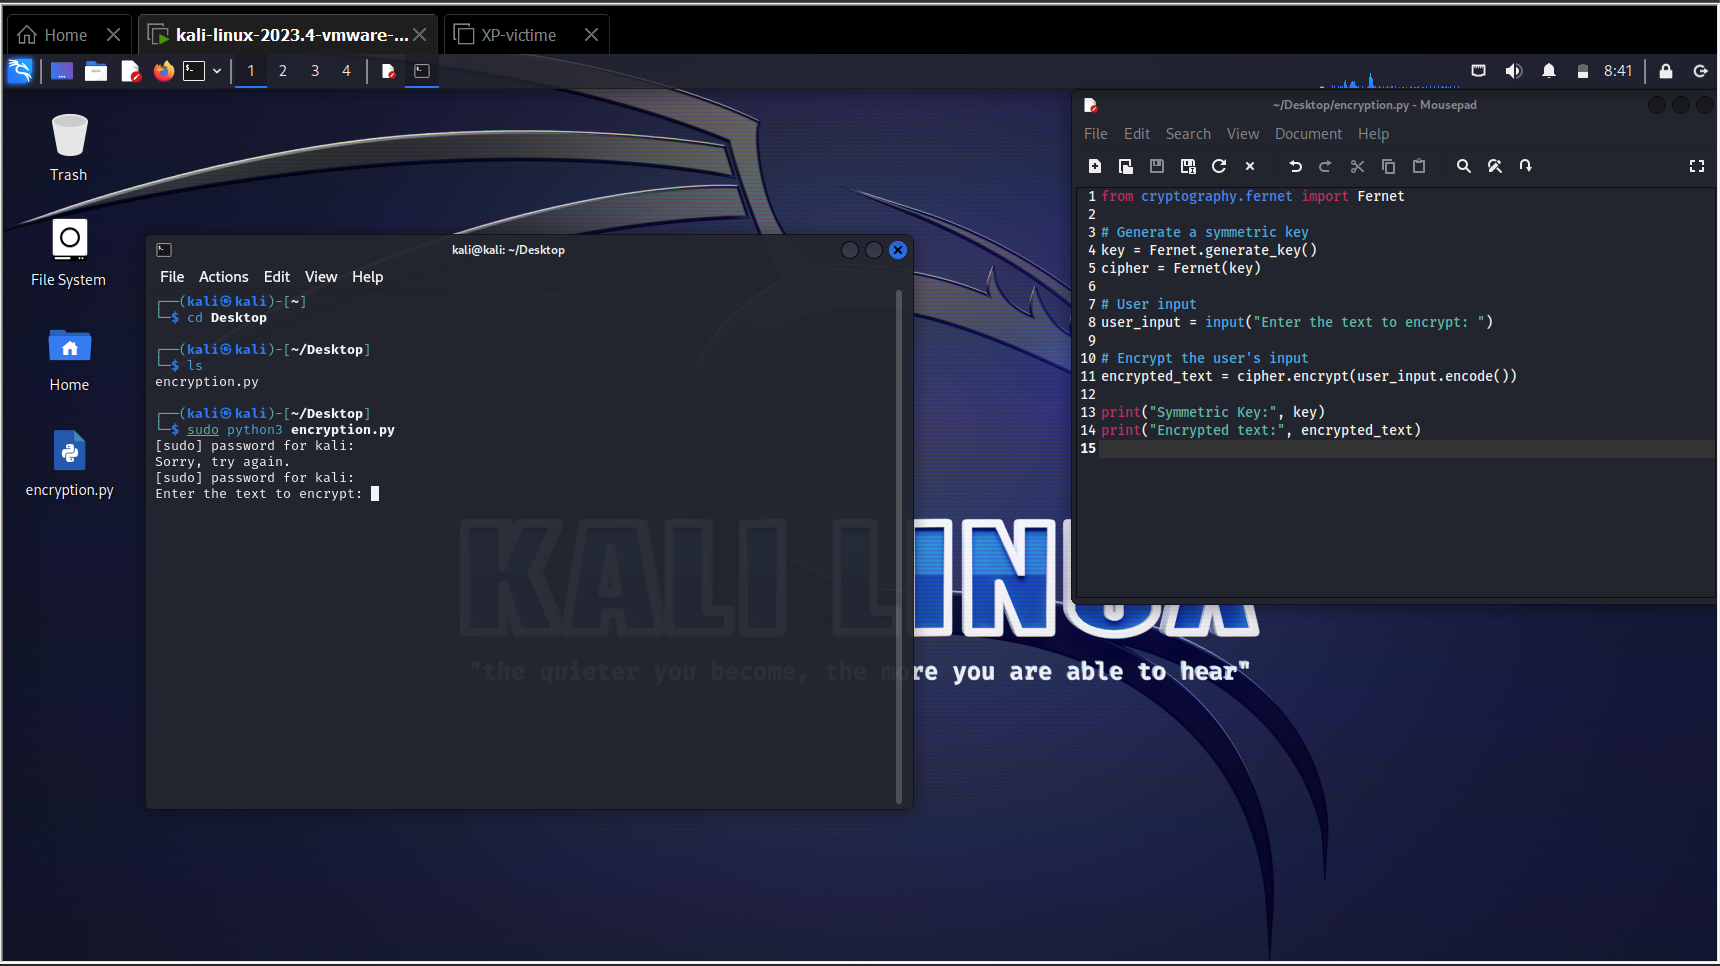 Home
kali-linux-2023.4-vmware-...
XP-victime
1 2 3 4
8:41
Trash
File System
Home
encryption.py
kali@kali: ~/Desktop
File Actions Edit View Help
┌──(kali㉿kali)-[~]
└─$ cd Desktop
┌──(kali㉿kali)-[~/Desktop]
└─$ ls
encryption.py
┌──(kali㉿kali)-[~/Desktop]
└─$ sudo python3 encryption.py
[sudo] password for kali:
Sorry, try again.
[sudo] password for kali:
Enter the text to encrypt:
~/Desktop/encryption.py - Mousepad
File Edit Search View Document Help
1 from cryptography.fernet import Fernet
2
3 # Generate a symmetric key
4 key = Fernet.generate_key()
5 cipher = Fernet(key)
6
7 # User input
8 user_input = input("Enter the text to encrypt: ")
9
10 # Encrypt the user's input
11 encrypted_text = cipher.encrypt(user_input.encode())
12
13 print("Symmetric Key:", key)
14 print("Encrypted text:", encrypted_text)
15
KALI LINUX
"the quieter you become, the more you are able to hear"